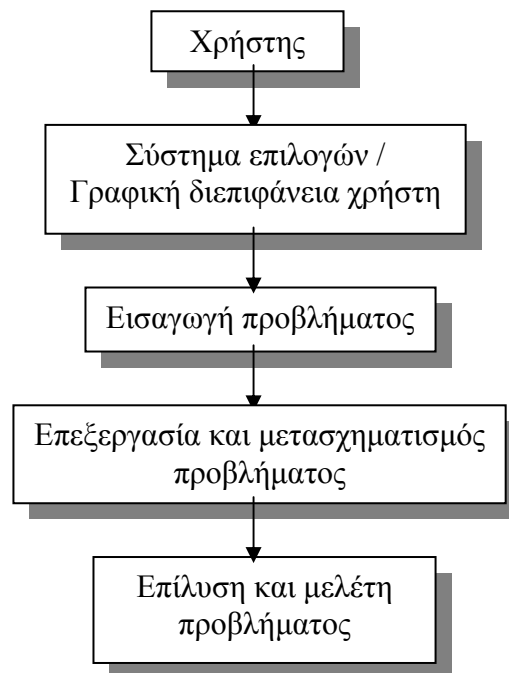 Χρήστης
Σύστημα επιλογών /
Γραφική διεπιφάνεια χρήστη
Εισαγωγή προβλήματος
Επεξεργασία και μετασχηματισμός
προβλήματος
Επίλυση και μελέτη
προβλήματος